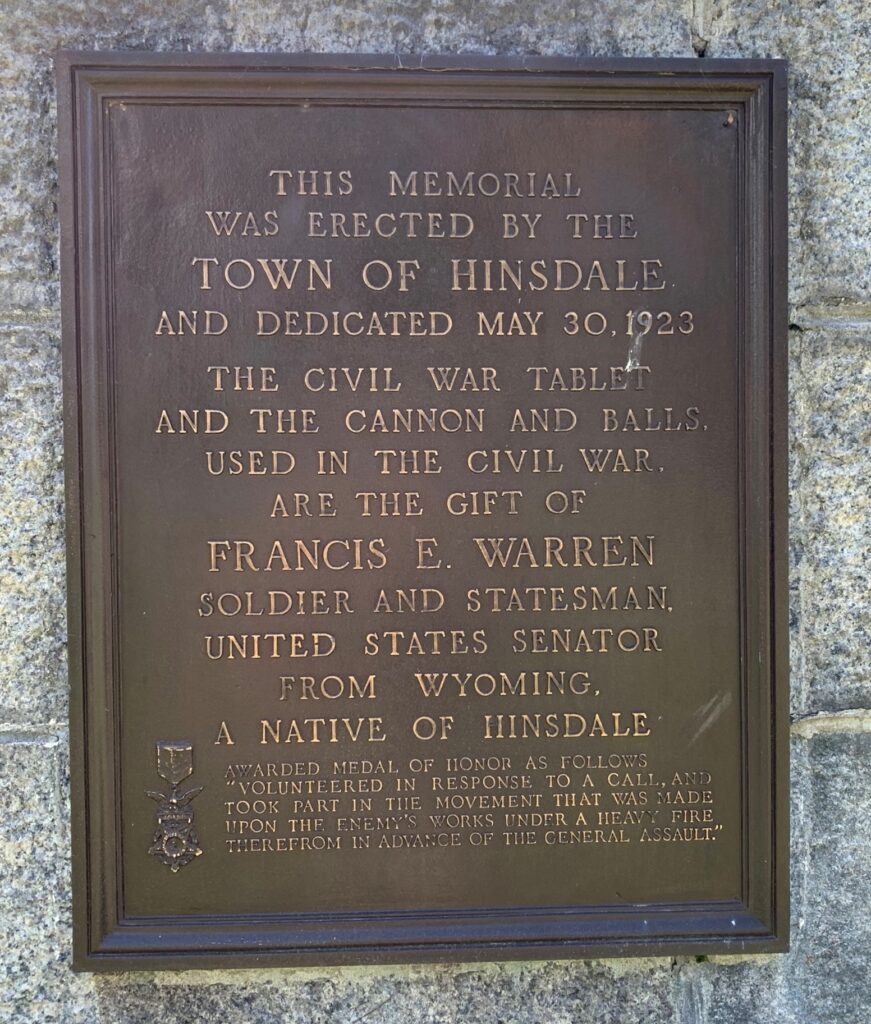 THIS MEMORIAL
WAS ERECTED BY THE
TOWN OF HINSDALE
AND DEDICATED MAY 30, 1923
THE CIVIL WAR TABLET
AND THE CANNON AND BALLS,
USED IN THE CIVIL WAR,
ARE THE GIFT OF
FRANCIS E. WARREN
SOLDIER AND STATESMAN,
UNITED STATES SENATOR
FROM WYOMING,
A NATIVE OF HINSDALE
AWARDED MEDAL OF HONOR AS FOLLOWS
"VOLUNTEERED IN RESPONSE TO A CALL, AND
TOOK PART IN THE MOVEMENT THAT WAS MADE
UPON THE ENEMY'S WORKS UNDER A HEAVY FIRE
THEREFROM IN ADVANCE OF THE GENERAL ASSAULT."